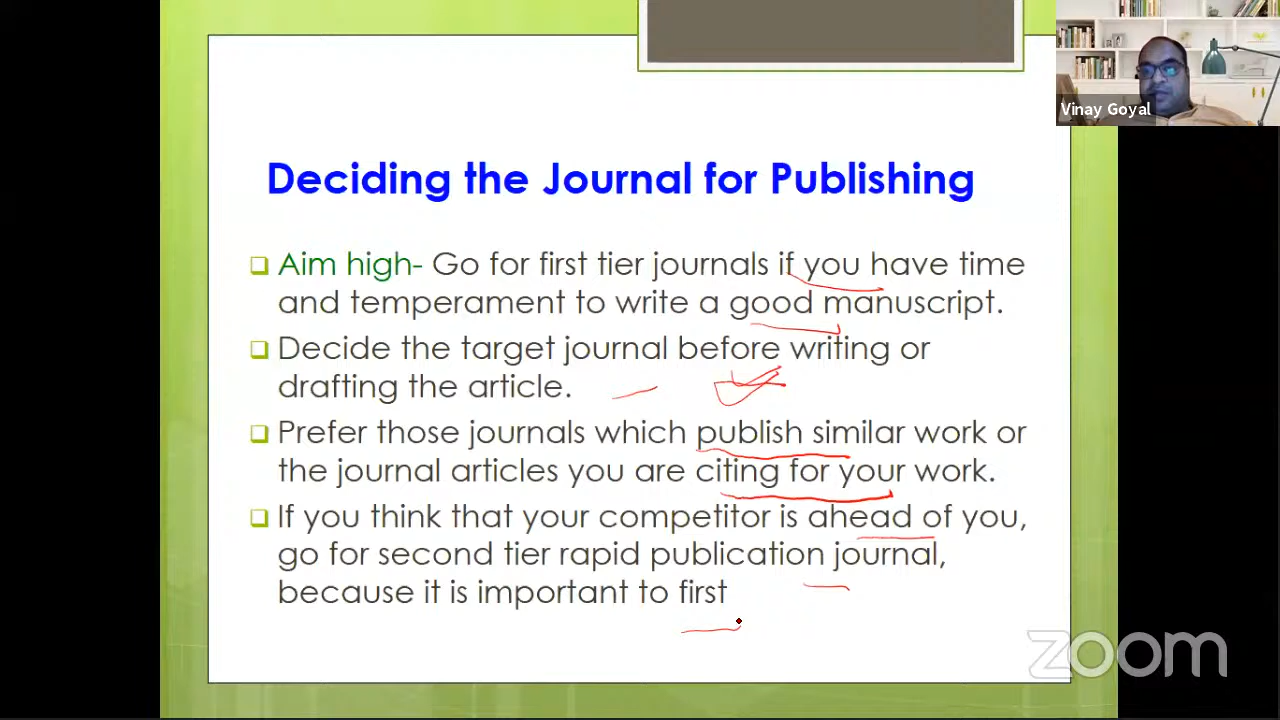 Vinay Goyal
Deciding the Journal for Publishing
Aim high- Go for first tier journals if you have time
and temperament to write a good manuscript.
Decide the target journal before writing or
drafting the article.
Prefer those journals which publish similar work or
the journal articles you are citing for your work.
If you think that your competitor is ahead of you,
go for second tier rapid publication journal,
because it is important to first
zoom